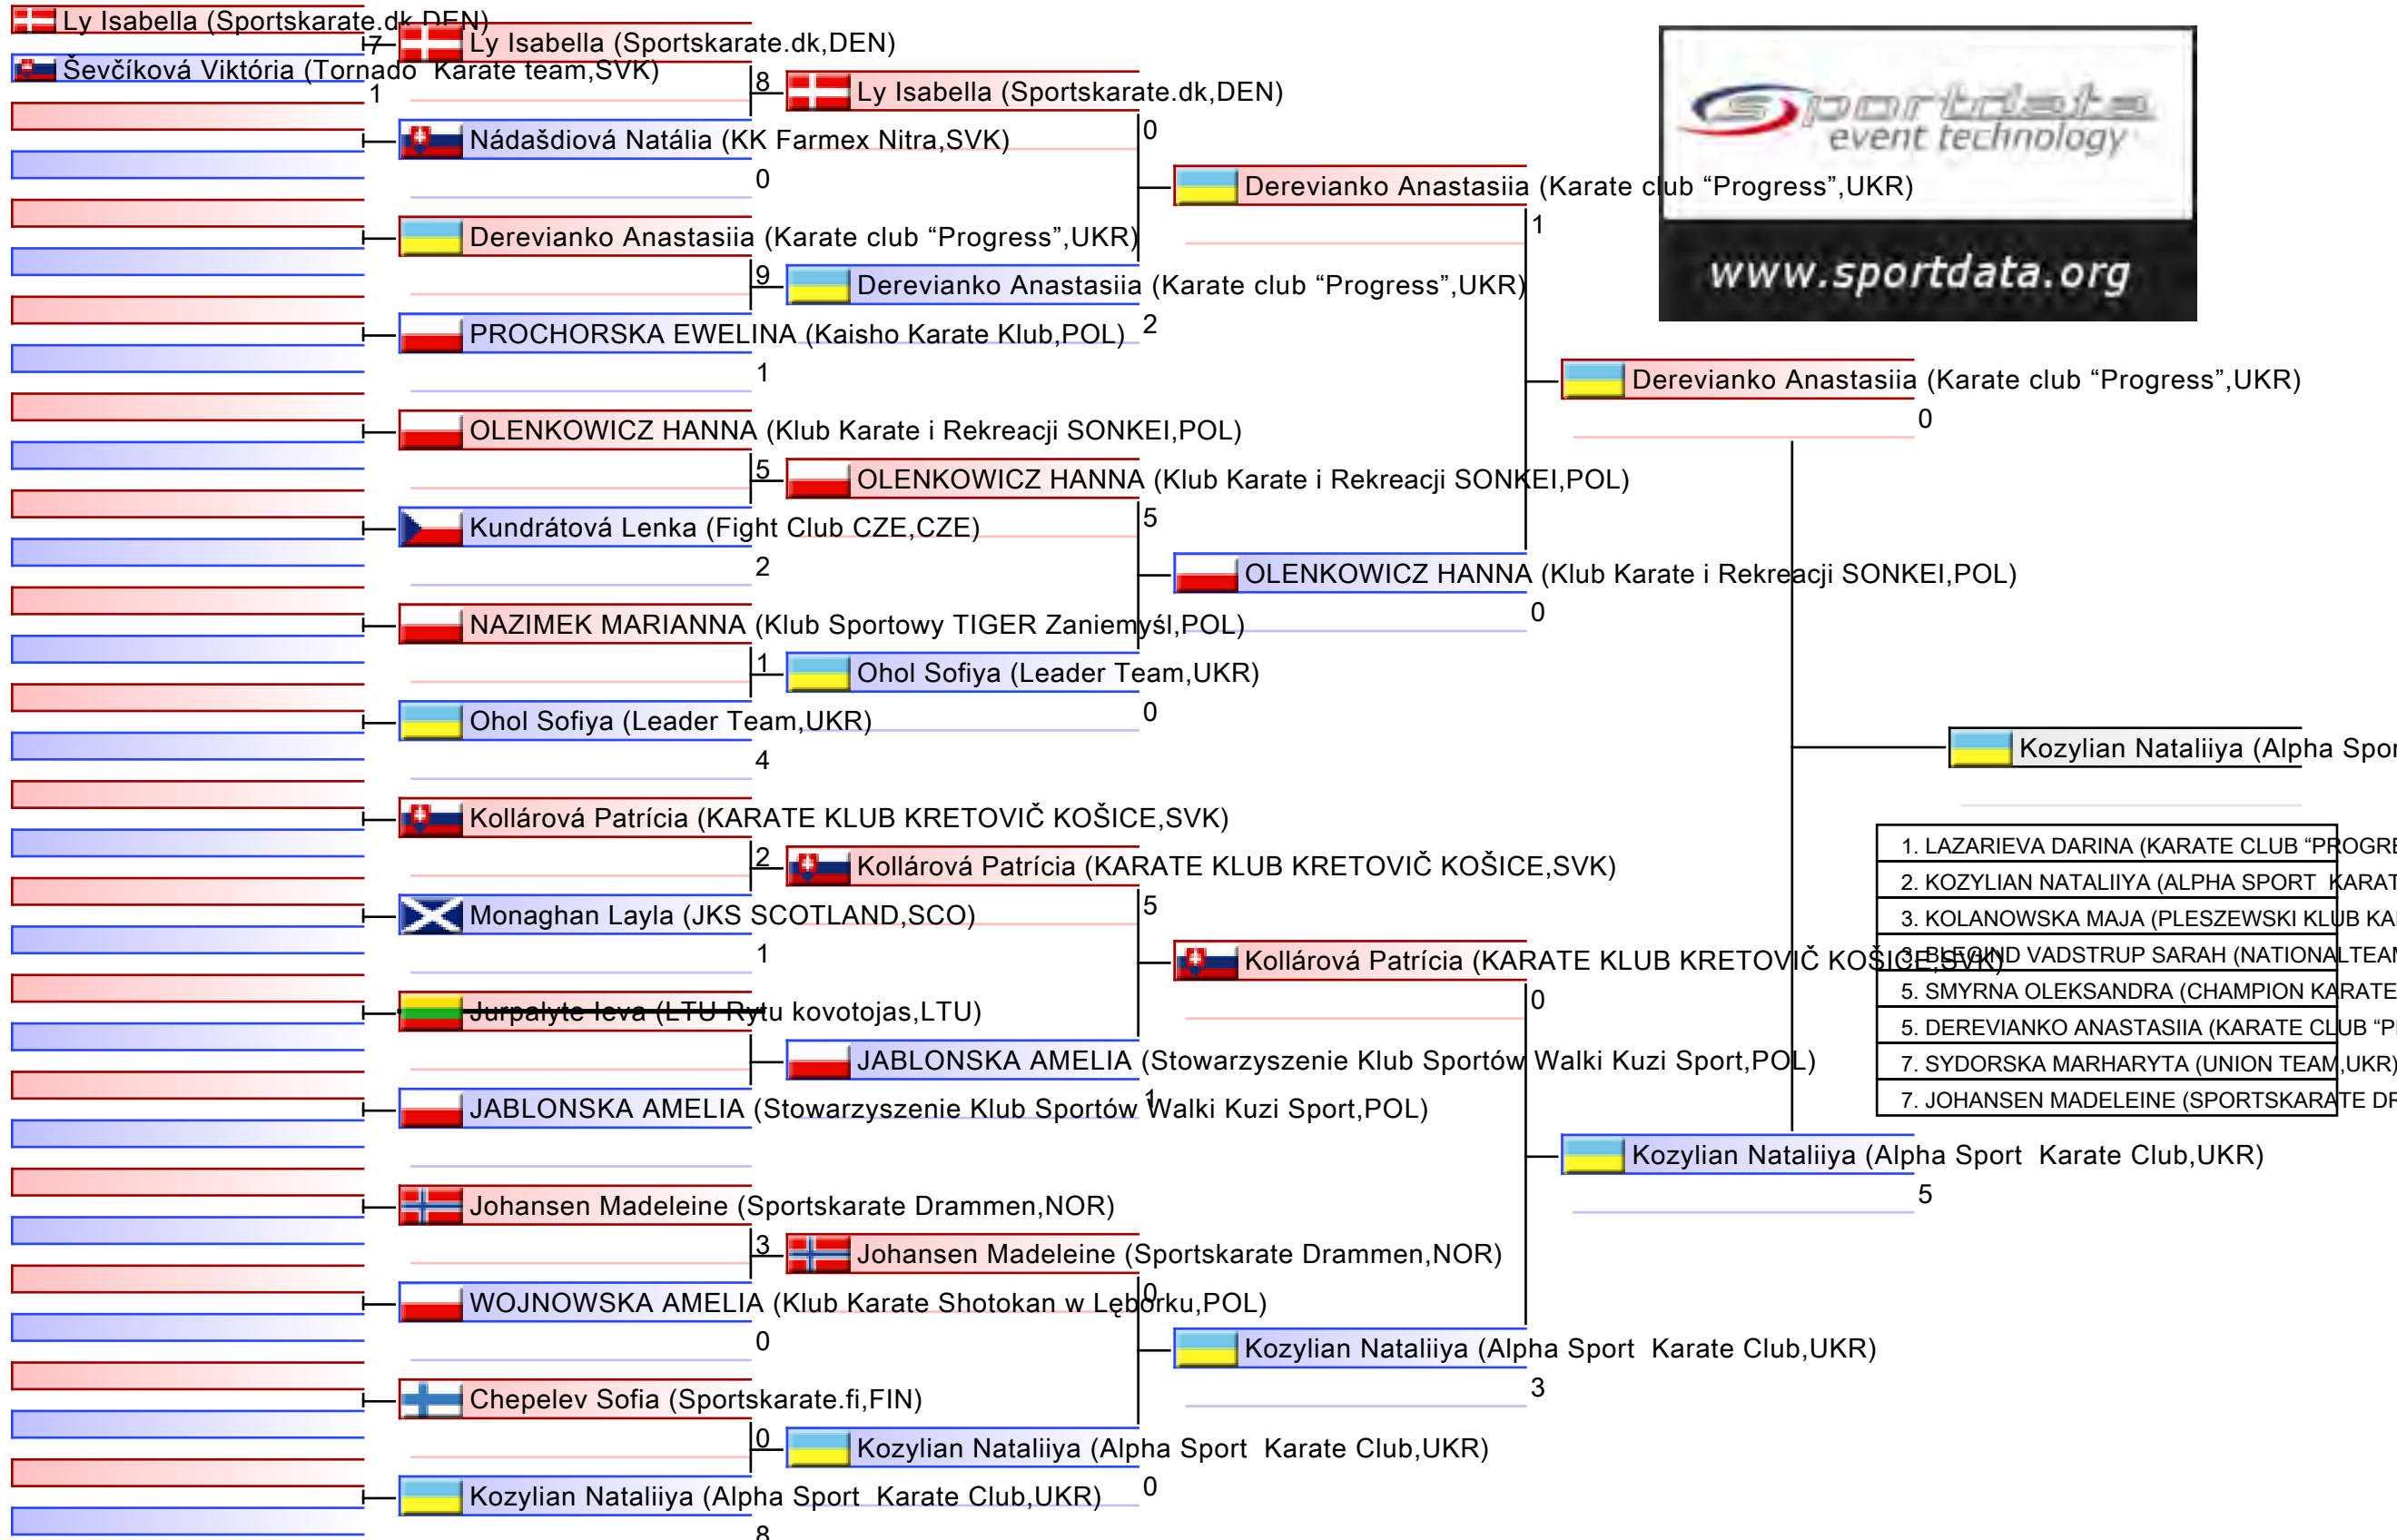 Ly Isabella (Sportskarate.dk,DEN)
7
Ševčíková Viktória (Tornado Karate team,SVK)
1
Ly Isabella (Sportskarate.dk,DEN)
8
Nádašdiová Natália (KK Farmex Nitra,SVK)
0
Derevianko Anastasiia (Karate club “Progress”,UKR)
9
PROCHORSKA EWELINA (Kaisho Karate Klub,POL)
1
OLENKOWICZ HANNA (Klub Karate i Rekreacji SONKEI,POL)
5
Kundrátová Lenka (Fight Club CZE,CZE)
2
NAZIMEK MARIANNA (Klub Sportowy TIGER Zaniemyśl,POL)
1
Ohol Sofiya (Leader Team,UKR)
4
Kollárová Patrícia (KARATE KLUB KRETOVIČ KOŠICE,SVK)
2
Monaghan Layla (JKS SCOTLAND,SCO)
1
Jurpalyte Ieva (LTU Rytu kovotojas,LTU)
JABLONSKA AMELIA (Stowarzyszenie Klub Sportów Walki Kuzi Sport,POL)
Johansen Madeleine (Sportskarate Drammen,NOR)
3
WOJNOWSKA AMELIA (Klub Karate Shotokan w Lęborku,POL)
0
Chepelev Sofia (Sportskarate.fi,FIN)
0
Kozylian Nataliiya (Alpha Sport Karate Club,UKR)
8
Ly Isabella (Sportskarate.dk,DEN)
0
Derevianko Anastasiia (Karate club “Progress”,UKR)
2
OLENKOWICZ HANNA (Klub Karate i Rekreacji SONKEI,POL)
5
Ohol Sofiya (Leader Team,UKR)
0
Kollárová Patrícia (KARATE KLUB KRETOVIČ KOŠICE,SVK)
5
JABLONSKA AMELIA (Stowarzyszenie Klub Sportów Walki Kuzi Sport,POL)
1
Johansen Madeleine (Sportskarate Drammen,NOR)
0
Kozylian Nataliiya (Alpha Sport Karate Club,UKR)
0
Derevianko Anastasiia (Karate club “Progress”,UKR)
1
OLENKOWICZ HANNA (Klub Karate i Rekreacji SONKEI,POL)
0
Kollárová Patrícia (KARATE KLUB KRETOVIČ KOŠICE,SVK)
0
Kozylian Nataliiya (Alpha Sport Karate Club,UKR)
3
Derevianko Anastasiia (Karate club “Progress”,UKR)
0
Kozylian Nataliiya (Alpha Sport Karate Club,UKR)
5
Kozylian Nataliiya (Alpha Spor
sportdata
event technology
www.sportdata.org
1. LAZARIEVA DARINA (KARATE CLUB “PROGRE
2. KOZYLIAN NATALIIYA (ALPHA SPORT KARAT
3. KOLANOWSKA MAJA (PLESZEWSKI KLUB KA
3. BLEGIND VADSTRUP SARAH (NATIONALTEAM
5. SMYRNA OLEKSANDRA (CHAMPION KARATE
5. DEREVIANKO ANASTASIIA (KARATE CLUB “P
7. SYDORSKA MARHARYTA (UNION TEAM,UKR)
7. JOHANSEN MADELEINE (SPORTSKARATE DR